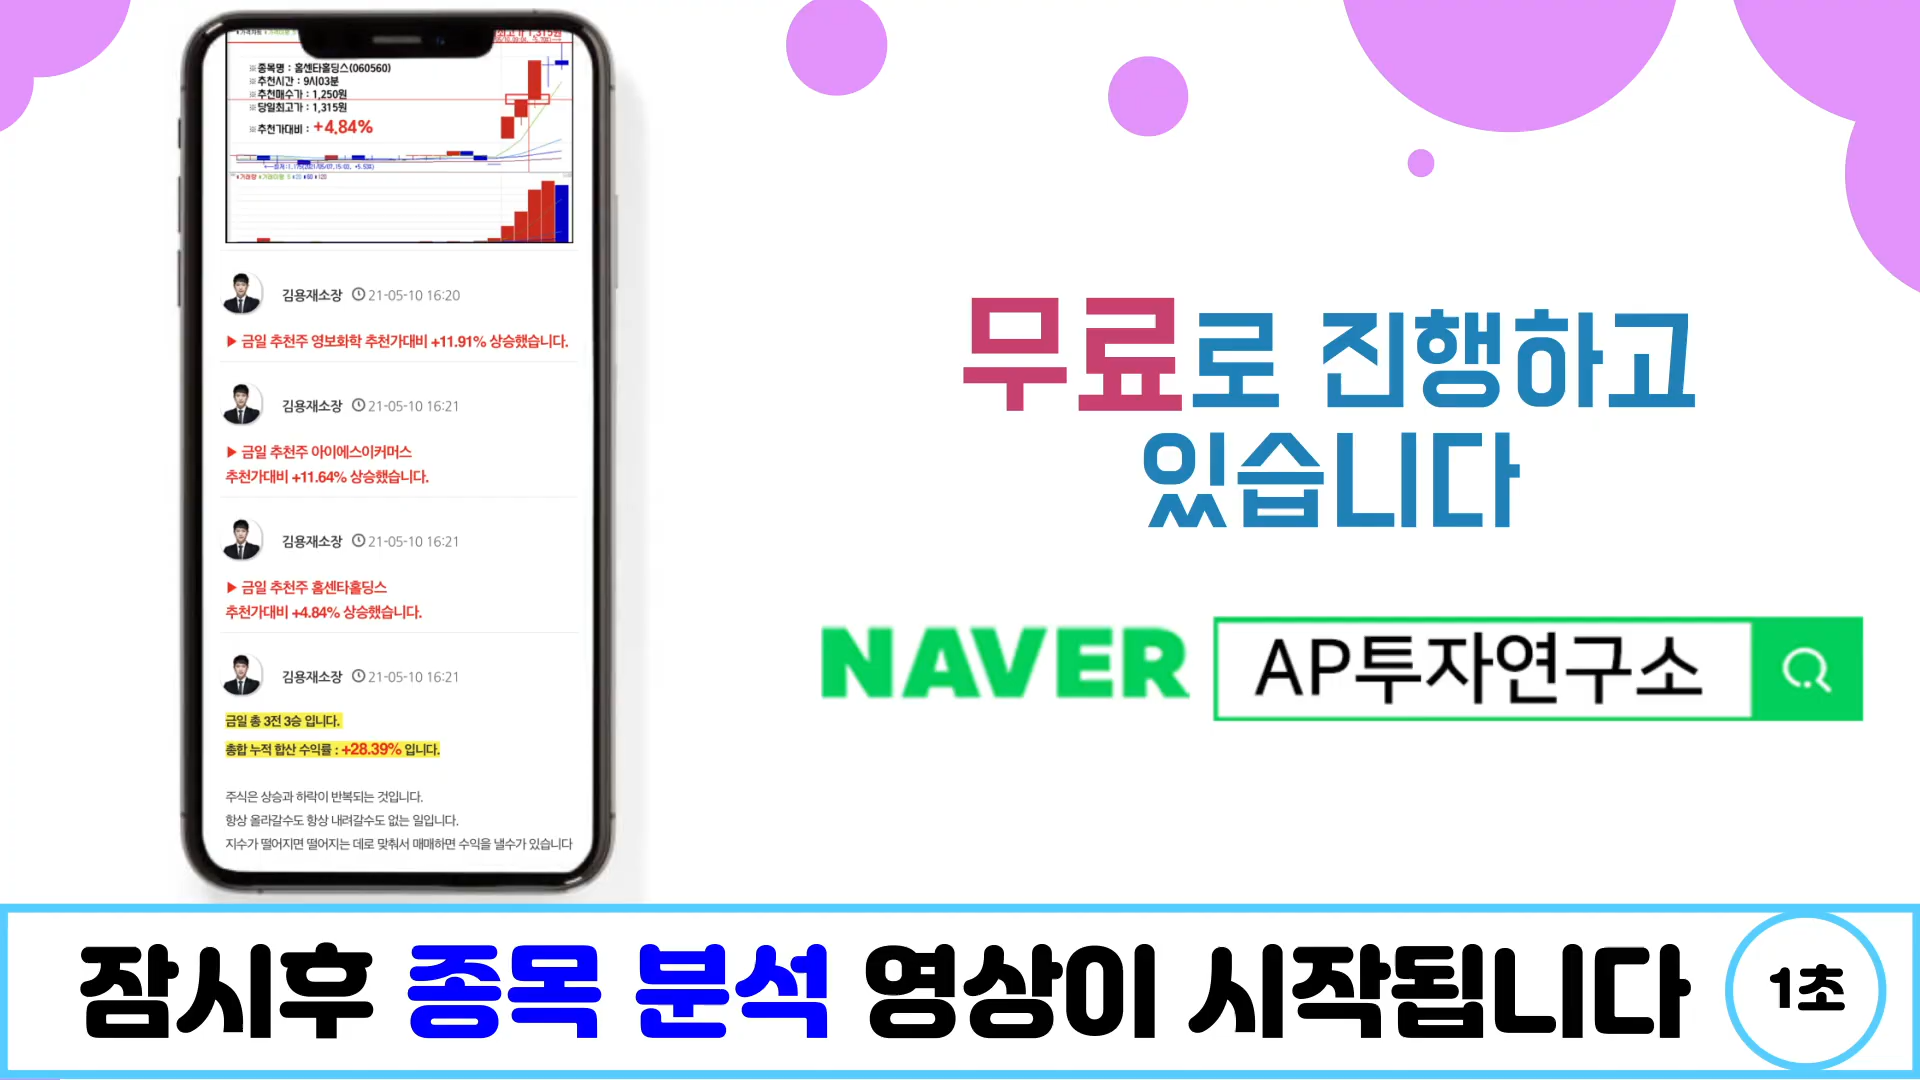 ※종목명 : 홈센타홀딩스(060560)
※추천시간 : 9시03분
※추천매수가 : 1,250원
※당일최고가 : 1,315원
※추천가대비 : +4.84%
김용재소장 21-05-10 16:20
▶ 금일 추천주 영보화학 추천가대비 +11.91% 상승했습니다.
김용재소장 21-05-10 16:21
▶ 금일 추천주 아이에스이커머스
추천가대비 +11.64% 상승했습니다.
김용재소장 21-05-10 16:21
▶ 금일 추천주 홈센타홀딩스
추천가대비 +4.84% 상승했습니다.
김용재소장 21-05-10 16:21
금일 총 3전 3승 입니다.
총합 누적 합산 수익률 : +28.39% 입니다.
주식은 상승과 하락이 반복되는 것입니다.
항상 올라갈수도 항상 내려갈수도 없는 일입니다.
지수가 떨어지면 떨어지는 데로 맞춰서 매매하면 수익을 낼수가 있습니다
무료로 진행하고
있습니다
NAVER AP투자연구소
잠시후 종목 분석 영상이 시작됩니다 1초